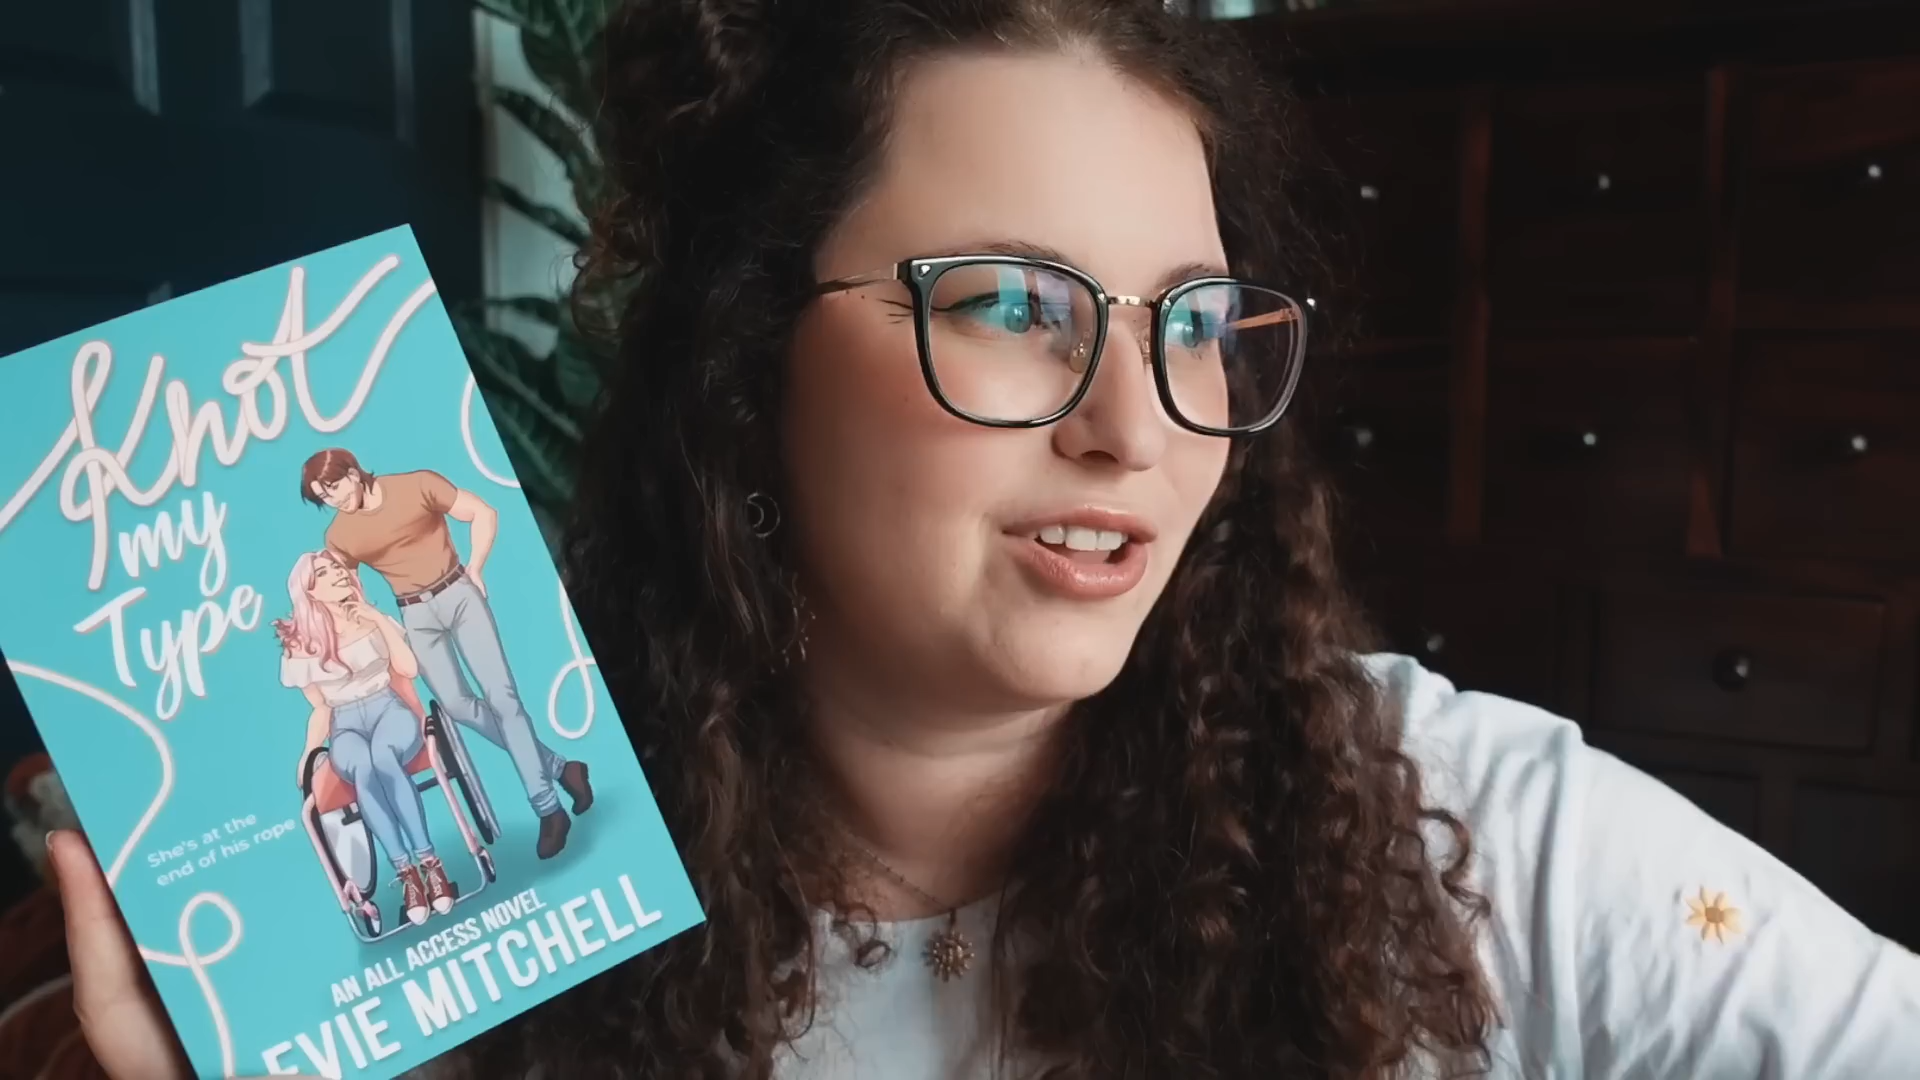 Knot
my
Type
She's at the
end of his rope
AN ALL ACCESS NOVEL
EVIE MITCHELL